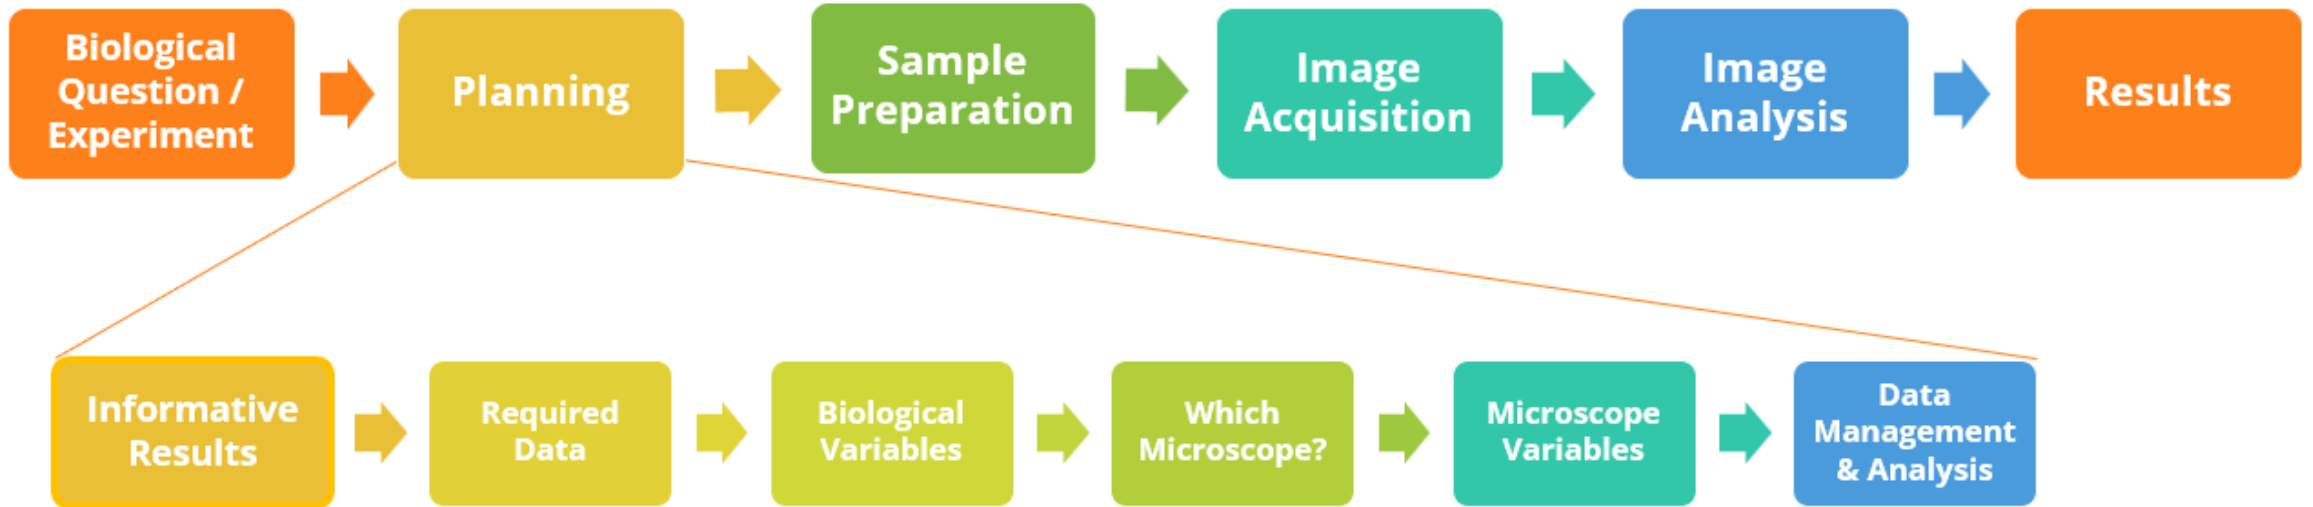 Biological
Question /
Experiment
Planning
Sample
Preparation
Image
Acquisition
Image
Analysis
Results
Informative
Results
Required
Data
Biological
Variables
Which
Microscope?
Microscope
Variables
Data
Management
& Analysis